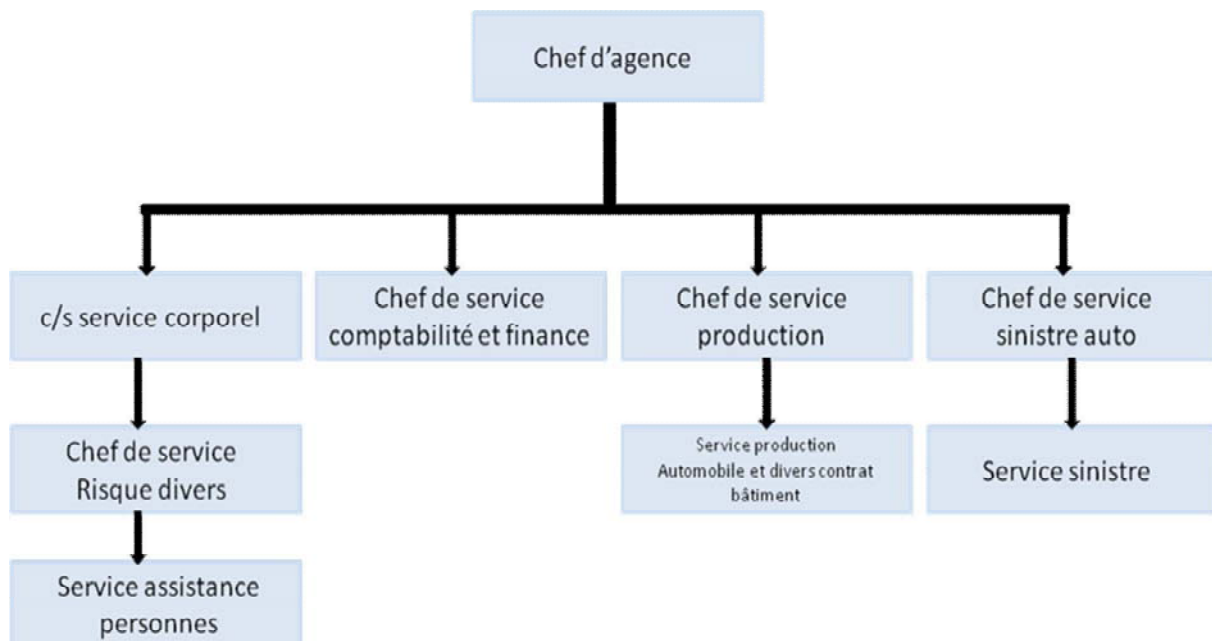 Chef d’agence
c/s service corporel
Chef de service
comptabilité et finance
Chef de service
production
Chef de service
sinistre auto
Chef de service
Risque divers
Service production
Automobile et divers contrat
bâtiment
Service sinistre
Service assistance
personnes